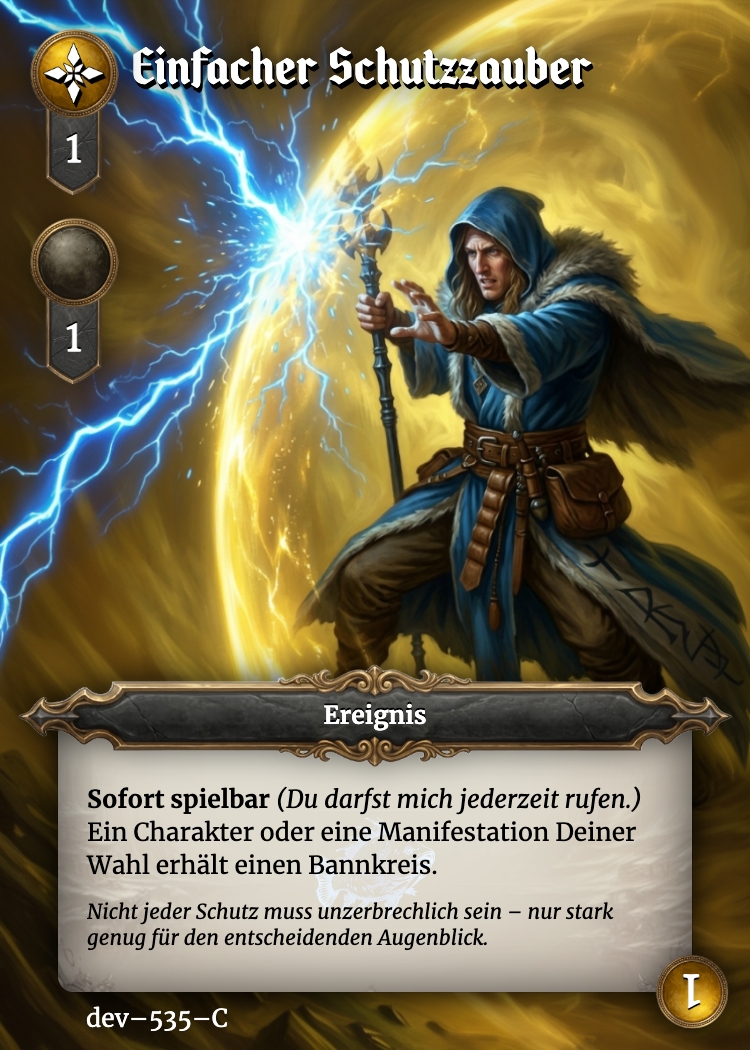 Einfacher Schutzzauber
1
1
Ereignis
Sofort spielbar (Du darfst mich jederzeit rufen.)
Ein Charakter oder eine Manifestation Deiner
Wahl erhält einen Bannkreis.
Nicht jeder Schutz muss unzerbrechlich sein – nur stark
genug für den entscheidenden Augenblick.
1
dev–535–C